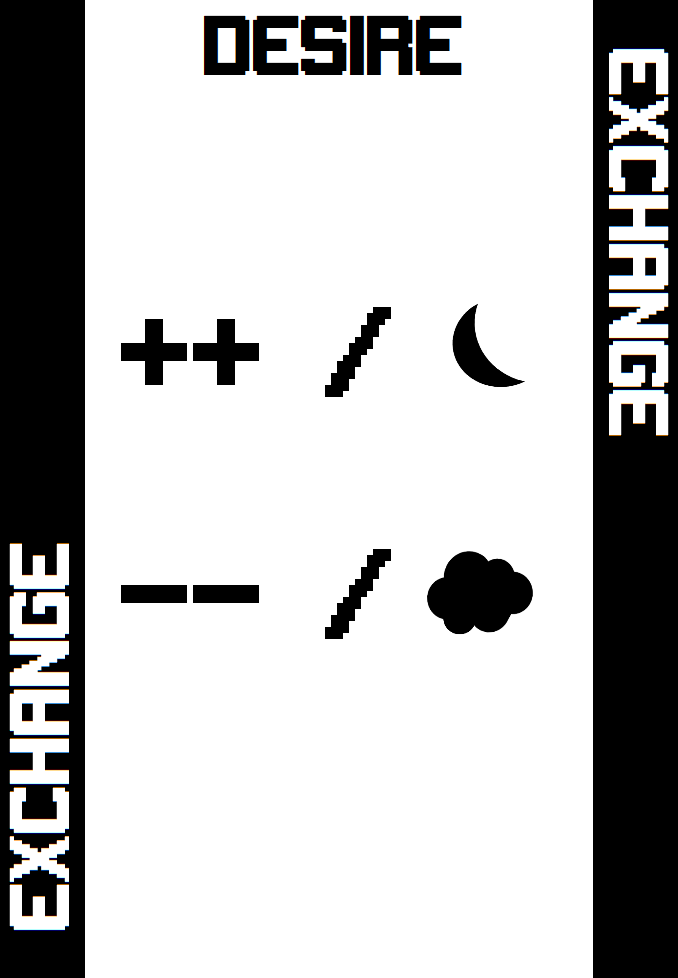 DESIRE
EXCHANGE
++ /
-- /
EXCHANGE